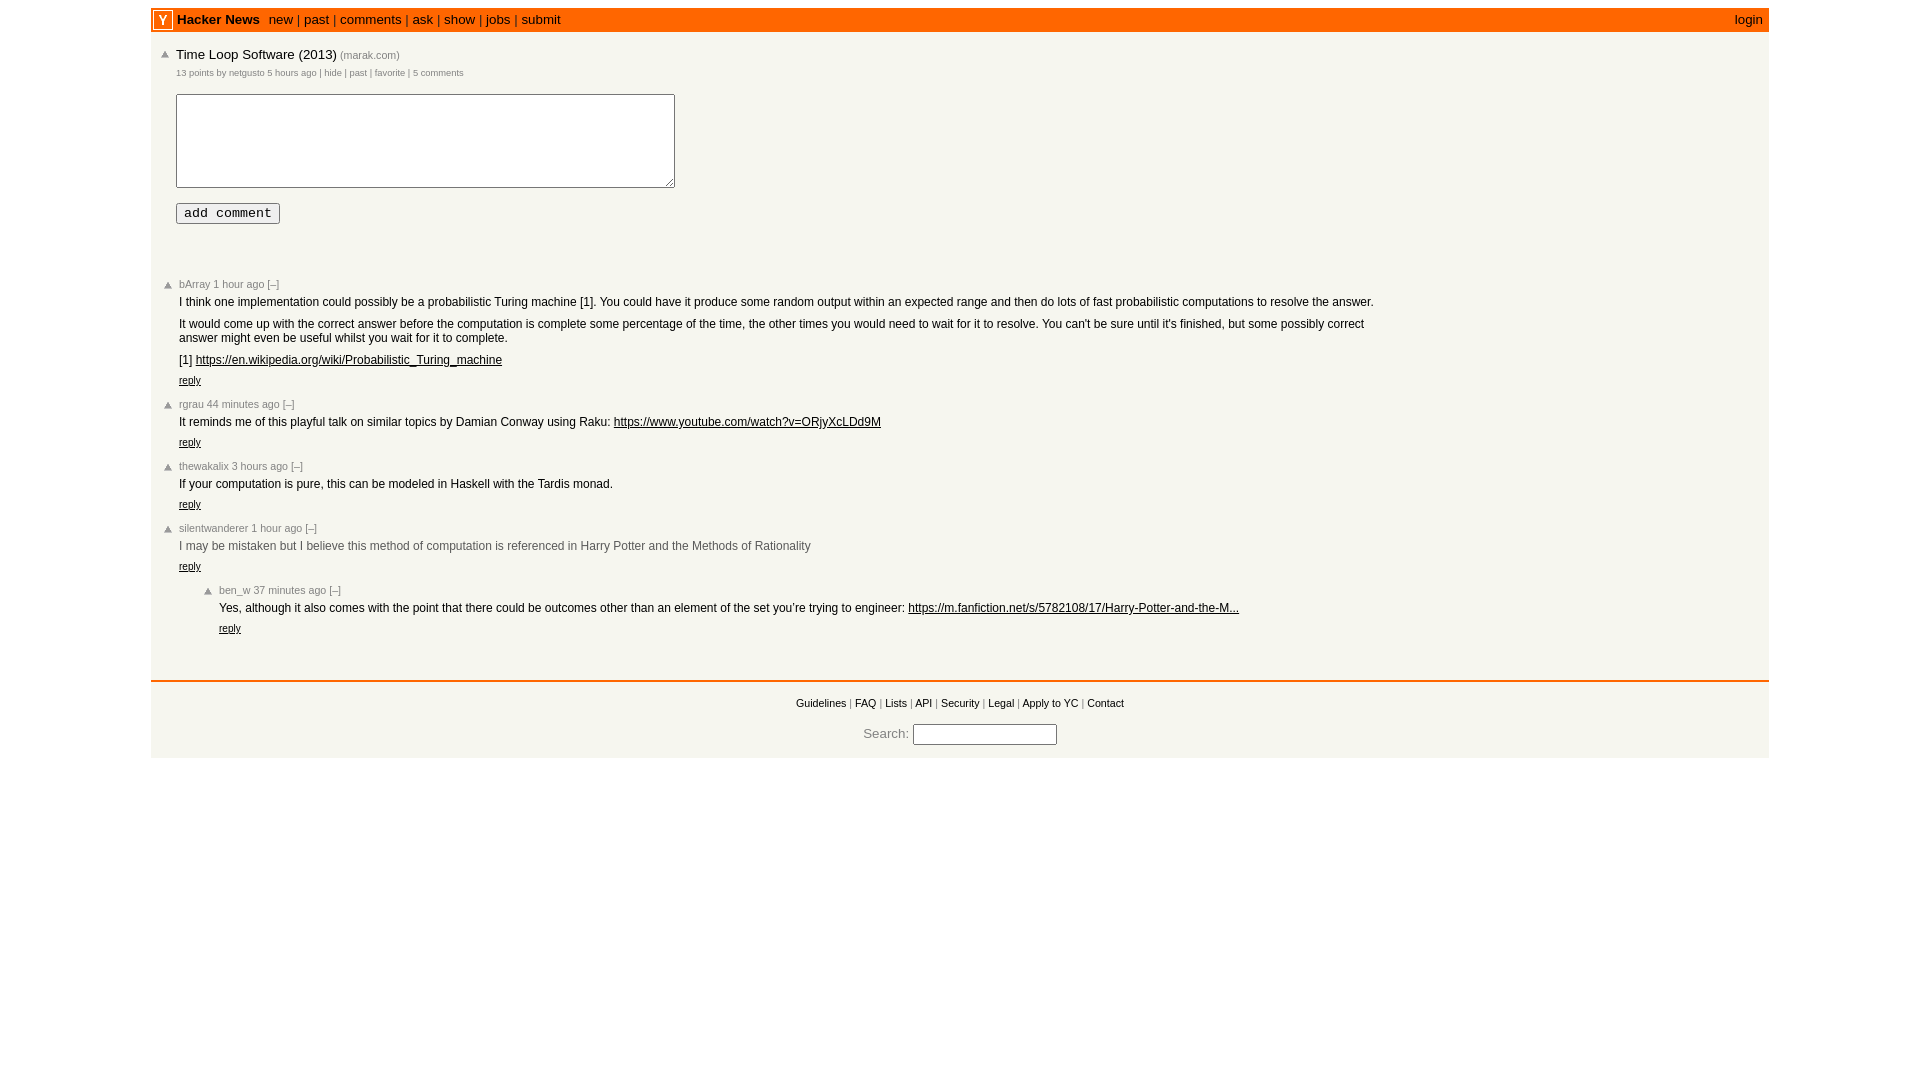 Y Hacker News new | past | comments | ask | show | jobs | submit login
Time Loop Software (2013) (marak.com)
13 points by netgusto 5 hours ago | hide | past | favorite | 5 comments
add comment
bArray 1 hour ago [–]
I think one implementation could possibly be a probabilistic Turing machine [1]. You could have it produce some random output within an expected range and then do lots of fast probabilistic computations to resolve the answer.
It would come up with the correct answer before the computation is complete some percentage of the time, the other times you would need to wait for it to resolve. You can't be sure until it's finished, but some possibly correct
answer might even be useful whilst you wait for it to complete.
[1] https://en.wikipedia.org/wiki/Probabilistic_Turing_machine
reply
rgrau 44 minutes ago [–]
It reminds me of this playful talk on similar topics by Damian Conway using Raku: https://www.youtube.com/watch?v=ORjyXcLDd9M
reply
thewakalix 3 hours ago [–]
If your computation is pure, this can be modeled in Haskell with the Tardis monad.
reply
silentwanderer 1 hour ago [–]
I may be mistaken but I believe this method of computation is referenced in Harry Potter and the Methods of Rationality
reply
ben_w 37 minutes ago [–]
Yes, although it also comes with the point that there could be outcomes other than an element of the set you’re trying to engineer: https://m.fanfiction.net/s/5782108/17/Harry-Potter-and-the-M...
reply
Guidelines | FAQ | Lists | API | Security | Legal | Apply to YC | Contact
Search: